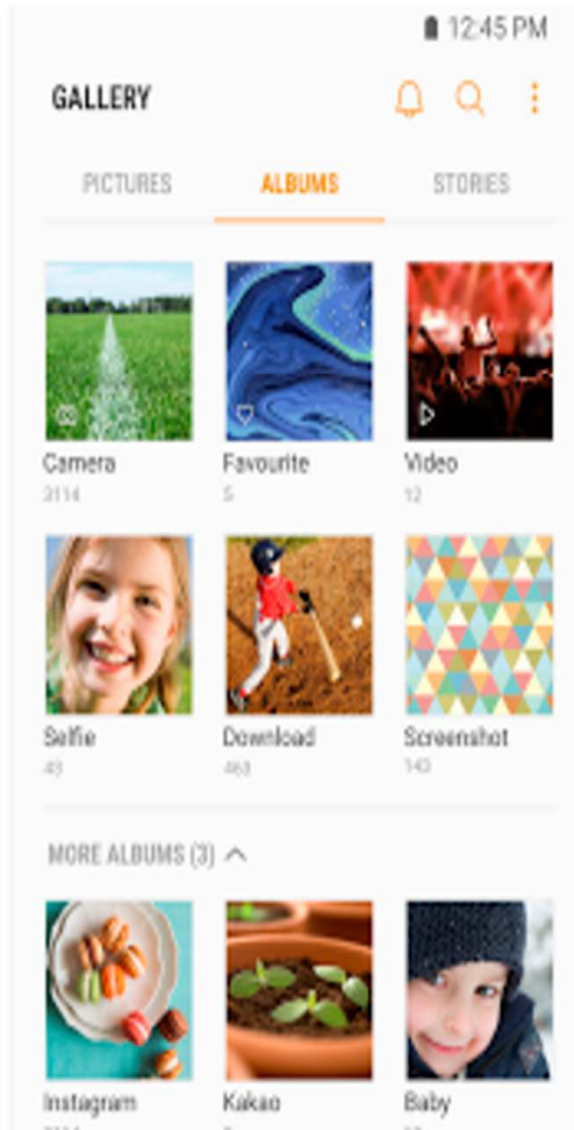 12:45 PM
GALLERY
PICTURES ALBUMS STORIES
Camera Favourite Video
3114 5 12
Selfie Download Screenshot
43 463 143
MORE ALBUMS (3)
Instagram Kakao Baby